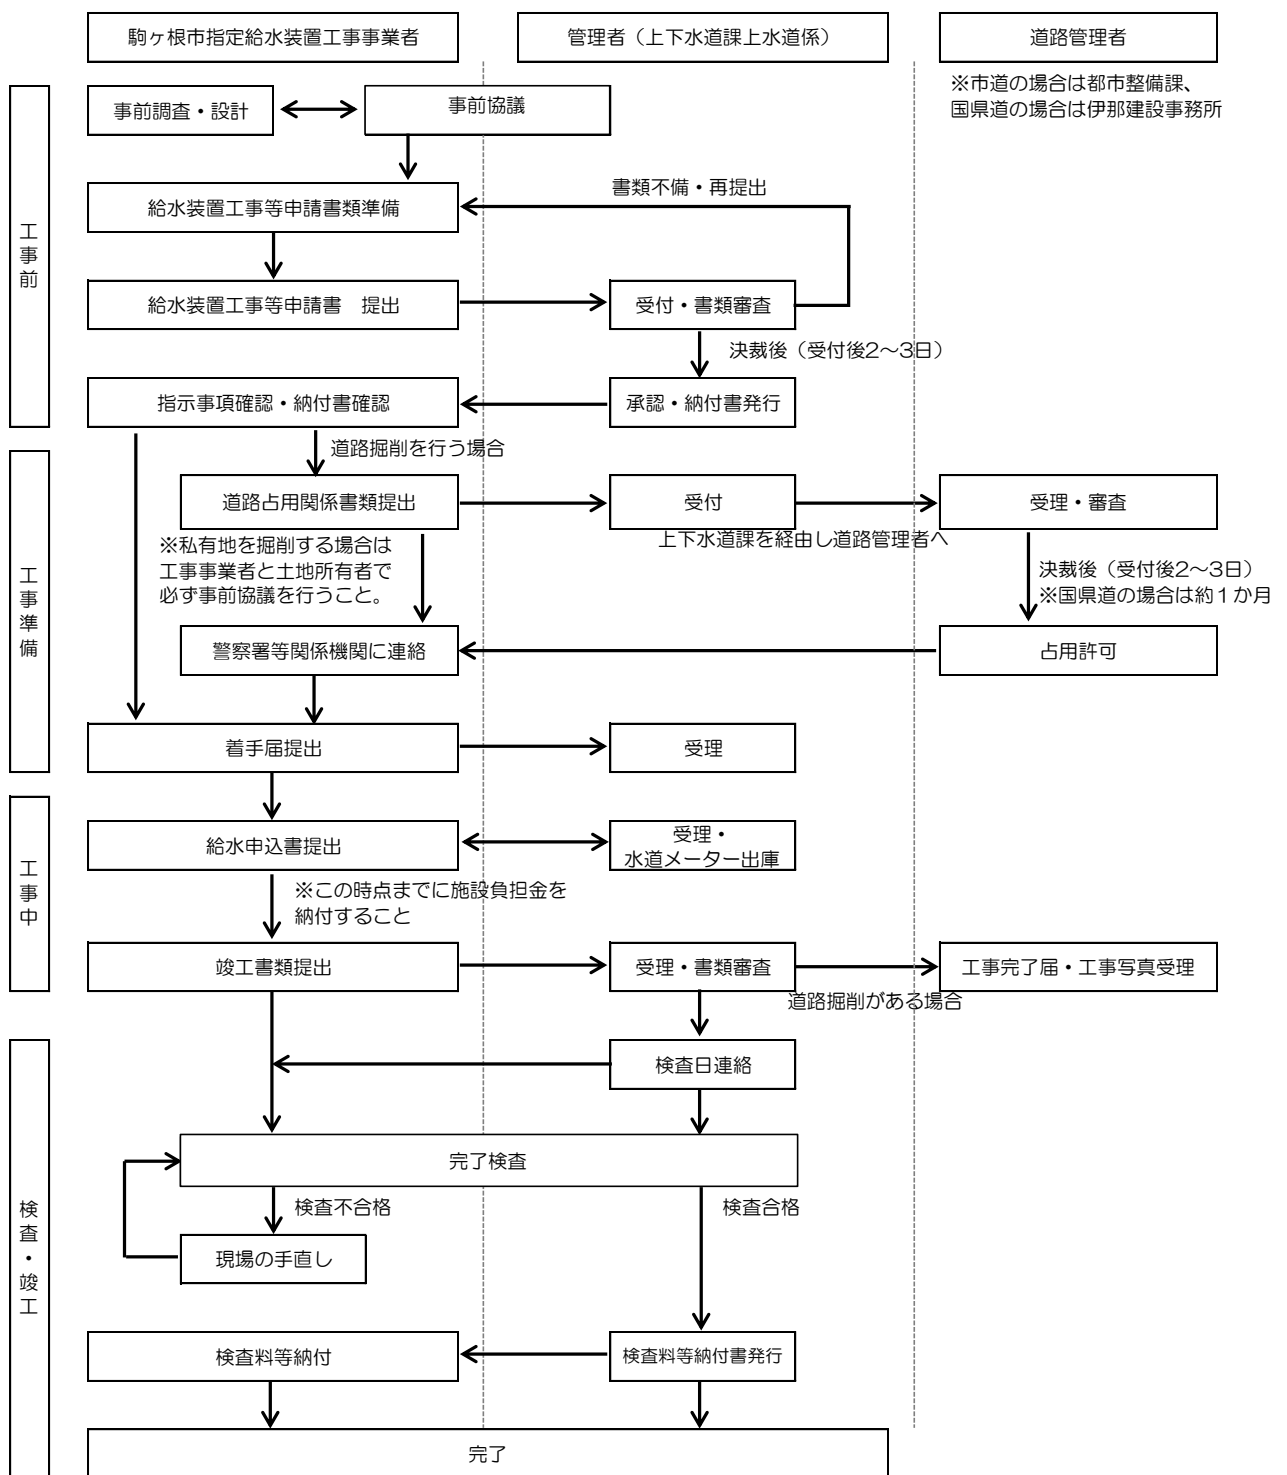 駒ヶ根市指定給水装置工事事業者
管理者（上下水道課上水道係）
道路管理者
※市道の場合は都市整備課、
国県道の場合は伊那建設事務所
工事前
事前調査・設計
事前協議
書類不備・再提出
給水装置工事等申請書類準備
給水装置工事等申請書　提出
受付・書類審査
決裁後（受付後2～3日）
指示事項確認・納付書確認
承認・納付書発行
道路掘削を行う場合
工事準備
道路占用関係書類提出
受付
受理・審査
上下水道課を経由し道路管理者へ
※私有地を掘削する場合は
工事事業者と土地所有者で
必ず事前協議を行うこと。
決裁後（受付後2～3日）
※国県道の場合は約１か月
警察署等関係機関に連絡
占用許可
着手届提出
受理
工事中
給水申込書提出
受理・
水道メーター出庫
※この時点までに施設負担金を
納付すること
竣工書類提出
受理・書類審査
工事完了届・工事写真受理
道路掘削がある場合
検査・竣工
検査日連絡
完了検査
検査不合格
検査合格
現場の手直し
検査料等納付
検査料等納付書発行
完了